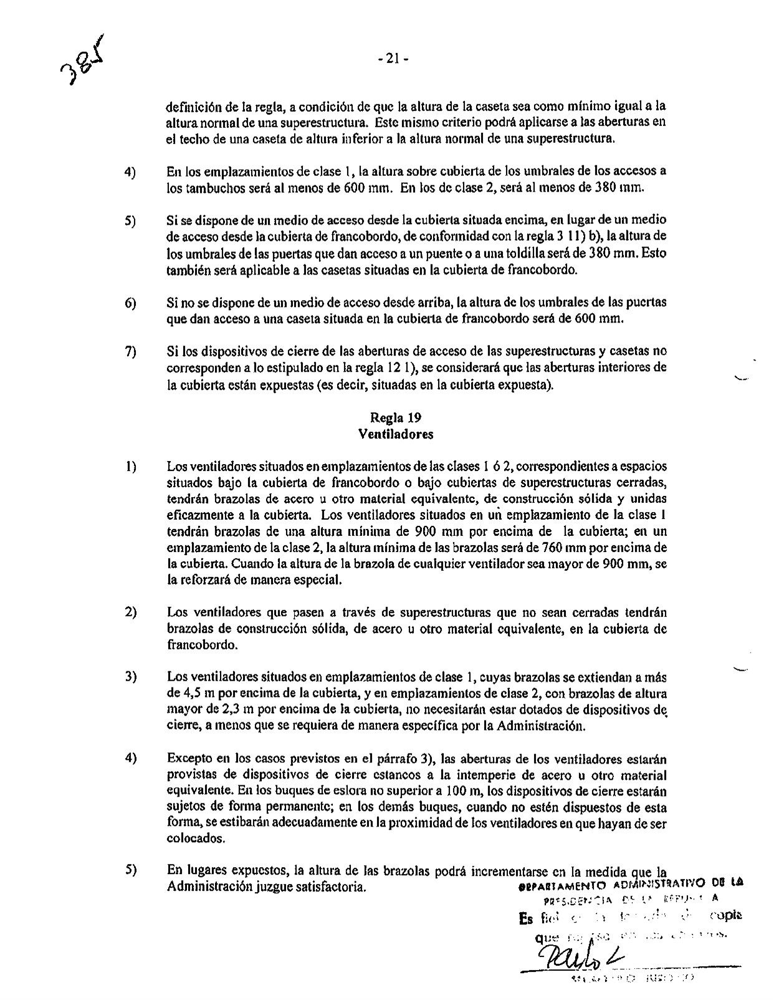 385
- 21 -
definición de la regla, a condición de que la altura de la caseta sea como mínimo igual a la
altura normal de una superestructura. Este mismo criterio podrá aplicarse a las aberturas en
el techo de una caseta de altura inferior a la altura normal de una superestructura.
4) En los emplazamientos de clase 1, la altura sobre cubierta de los umbrales de los accesos a
los tambuchos será al menos de 600 mm. En los de clase 2, será al menos de 380 mm.
5) Si se dispone de un medio de acceso desde la cubierta situada encima, en lugar de un medio
de acceso desde la cubierta de francobordo, de conformidad con la regla 3 11) b), la altura de
los umbrales de las puertas que dan acceso a un puente o a una toldilla será de 380 mm. Esto
también será aplicable a las casetas situadas en la cubierta de francobordo.
6) Si no se dispone de un medio de acceso desde arriba, la altura de los umbrales de las puertas
que dan acceso a una caseta situada en la cubierta de francobordo será de 600 mm.
7) Si los dispositivos de cierre de las aberturas de acceso de las superestructuras y casetas no
corresponden a lo estipulado en la regla 12 1), se considerará que las aberturas interiores de
la cubierta están expuestas (es decir, situadas en la cubierta expuesta).
Regla 19
Ventiladores
1) Los ventiladores situados en emplazamientos de las clases 1 ó 2, correspondientes a espacios
situados bajo la cubierta de francobordo o bajo cubiertas de superestructuras cerradas,
tendrán brazolas de acero u otro material equivalente, de construcción sólida y unidas
eficazmente a la cubierta. Los ventiladores situados en un emplazamiento de la clase 1
tendrán brazolas de una altura mínima de 900 mm por encima de la cubierta; en un
emplazamiento de la clase 2, la altura mínima de las brazolas será de 760 mm por encima de
la cubierta. Cuando la altura de la brazola de cualquier ventilador sea mayor de 900 mm, se
la reforzará de manera especial.
2) Los ventiladores que pasen a través de superestructuras que no sean cerradas tendrán
brazolas de construcción sólida, de acero u otro material equivalente, en la cubierta de
francobordo.
3) Los ventiladores situados en emplazamientos de clase 1, cuyas brazolas se extiendan a más
de 4,5 m por encima de la cubierta, y en emplazamientos de clase 2, con brazolas de altura
mayor de 2,3 m por encima de la cubierta, no necesitarán estar dotados de dispositivos de
cierre, a menos que se requiera de manera específica por la Administración.
4) Excepto en los casos previstos en el párrafo 3), las aberturas de los ventiladores estarán
provistas de dispositivos de cierre estancos a la intemperie de acero u otro material
equivalente. En los buques de eslora no superior a 100 m, los dispositivos de cierre estarán
sujetos de forma permanente; en los demás buques, cuando no estén dispuestos de esta
forma, se estibarán adecuadamente en la proximidad de los ventiladores en que hayan de ser
colocados.
5) En lugares expuestos, la altura de las brazolas podrá incrementarse en la medida que la
Administración juzgue satisfactoria.
DEPARTAMENTO ADMINISTRATIVO DE LA
PRESIDENCIA DE LA
Es fiel copia
que